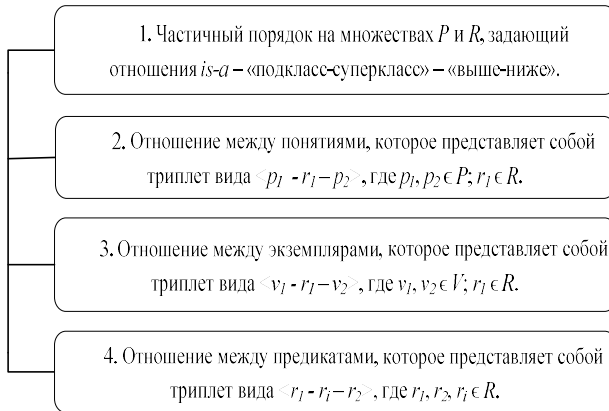 1. Частичный порядок на множествах P и R, задающий
отношения is-a – «подкласс-суперкласс» – «выше-ниже».
2. Отношение между понятиями, которое представляет собой
триплет вида <p₁ - r₁ – p₂>, где p₁, p₂ ϵ P; r₁ ϵ R.
3. Отношение между экземплярами, которое представляет собой
триплет вида <v₁ - r₁ – v₂>, где v₁, v₂ ϵ V; r₁ ϵ R.
4. Отношение между предикатами, которое представляет собой
триплет вида <r₁ - rᵢ – r₂>, где r₁, r₂, rᵢ ϵ R.